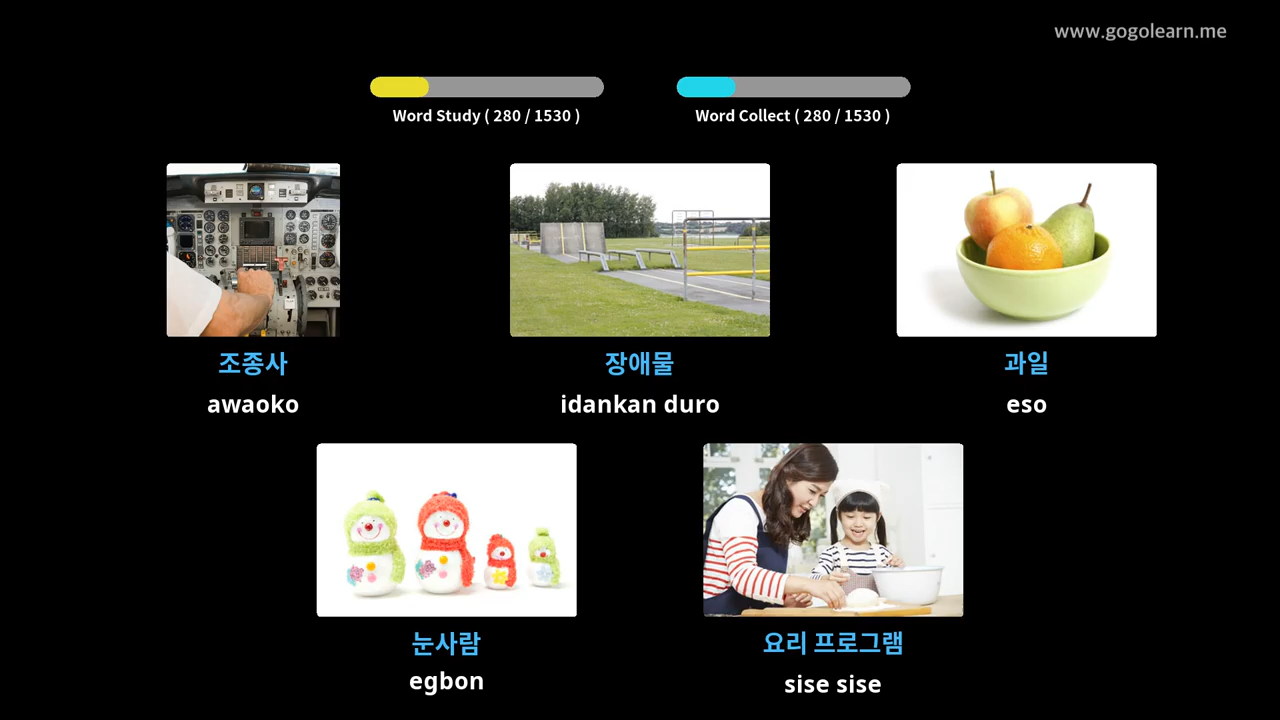 www.gogolearn.me
Word Study ( 280 / 1530 )
Word Collect ( 280 / 1530 )
조종사
장애물
과일
awaoko
idankan duro
eso
눈사람
요리 프로그램
egbon
sise sise